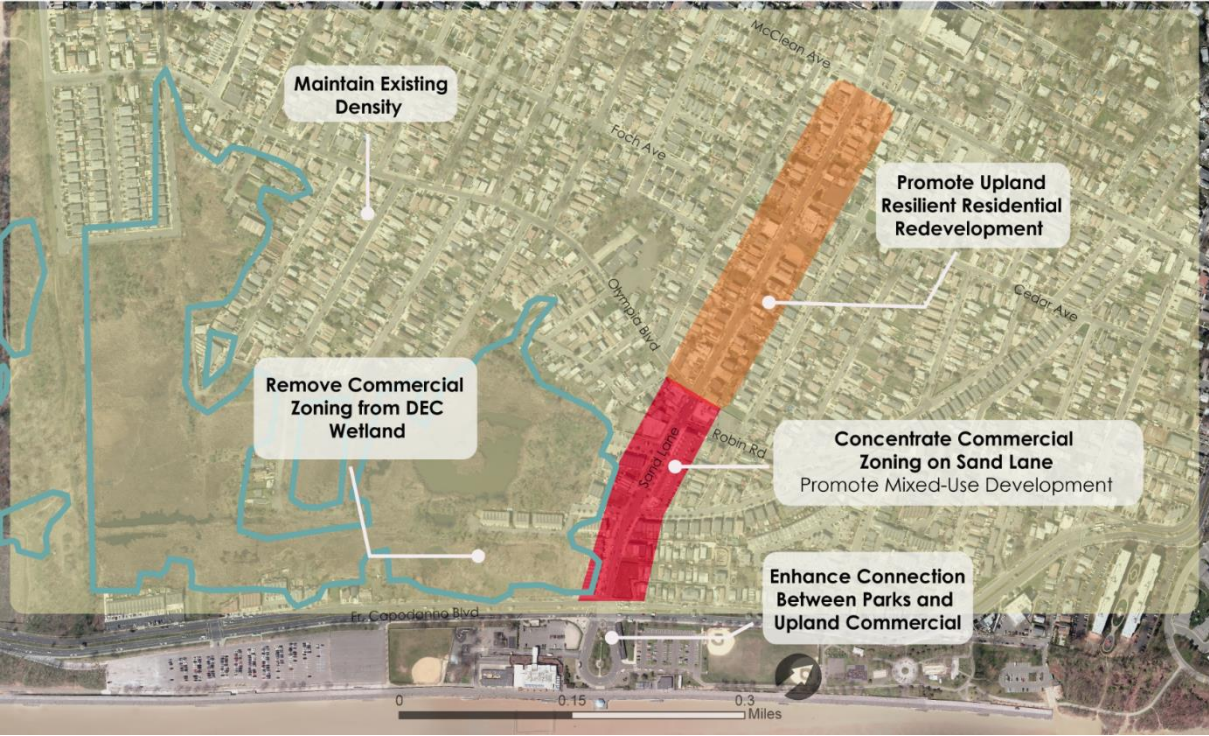 McClean Ave
Maintain Existing
Density
Foch Ave
Promote Upland
Resilient Residential
Redevelopment
Olympia Blvd
Cedar Ave
Remove Commercial
Zoning from DEC
Wetland
Sand Lane
Robin Rd
Concentrate Commercial
Zoning on Sand Lane
Promote Mixed-Use Development
Enhance Connection
Between Parks and
Upland Commercial
Fr. Capodanno Blvd
0 0.15 0.3
Miles